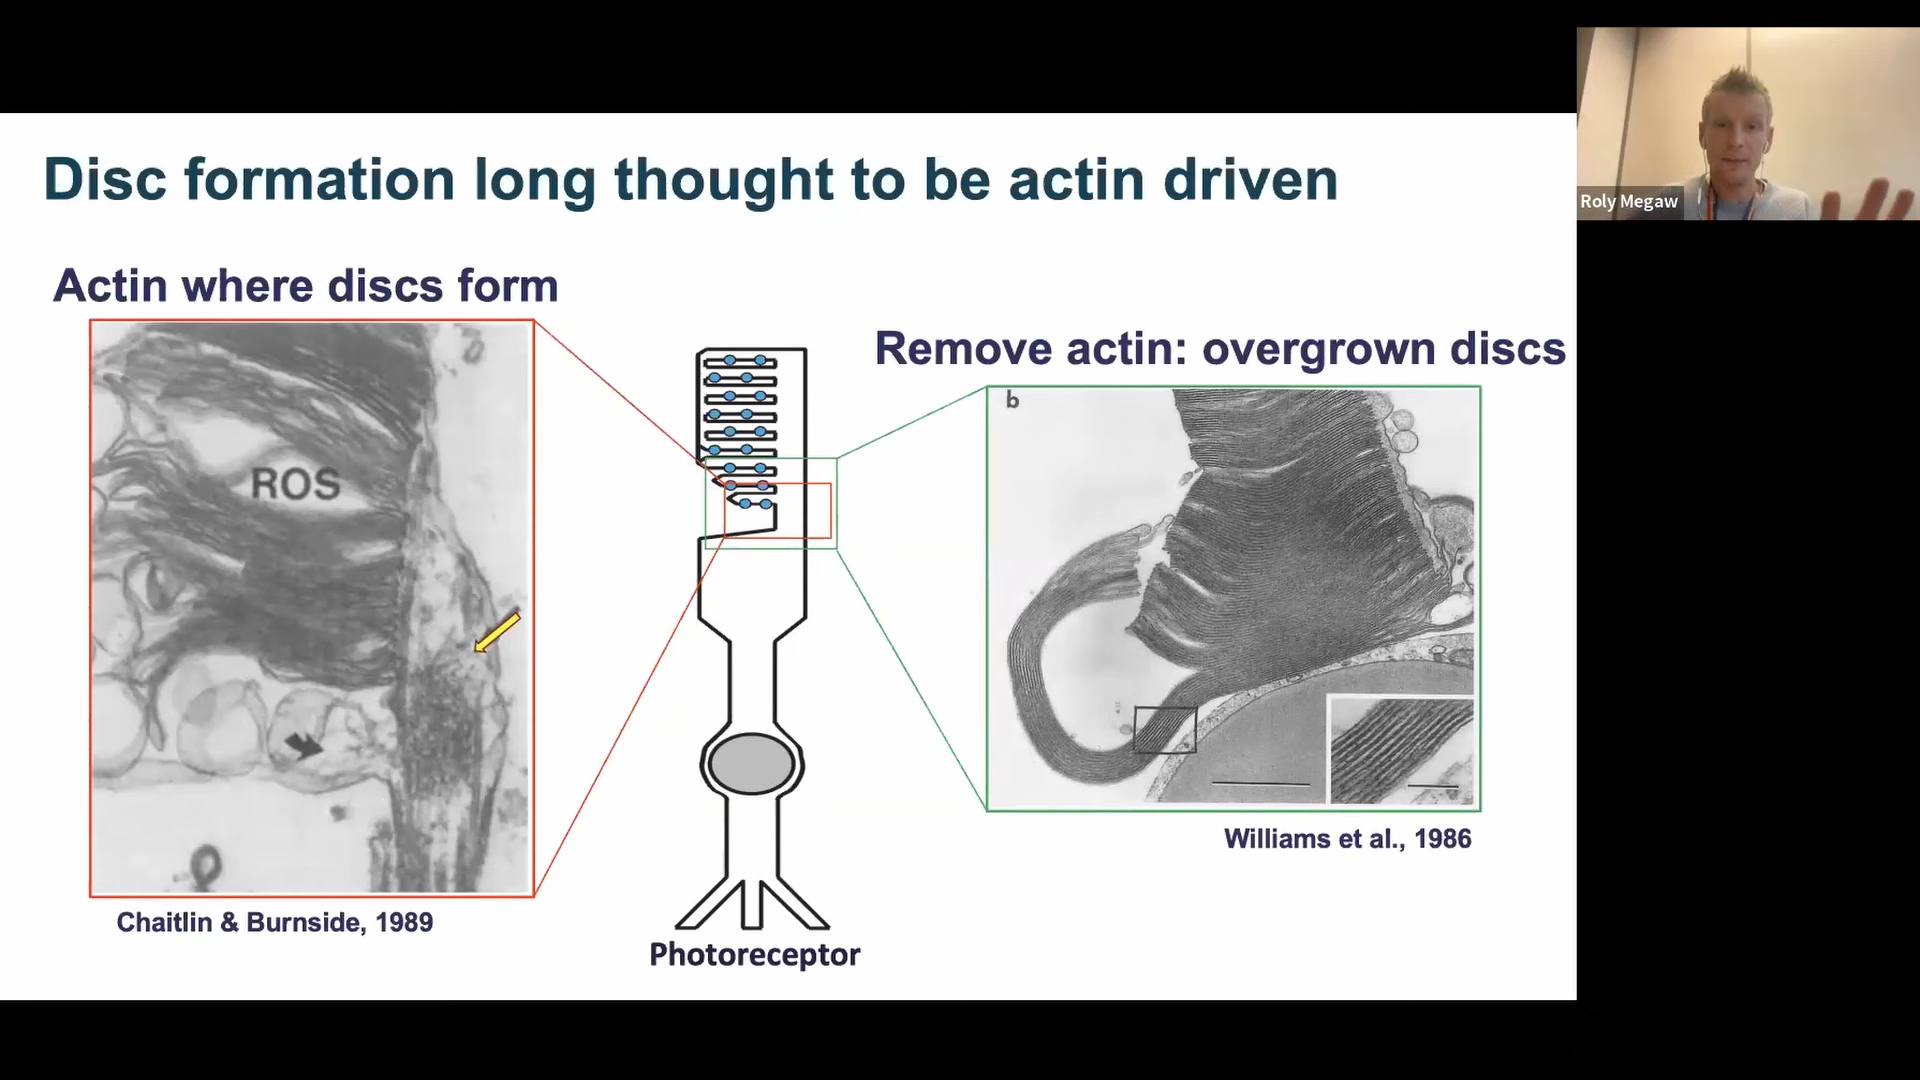 Disc formation long thought to be actin driven
Roly Megaw
Actin where discs form
Remove actin: overgrown discs
ROS
b
Williams et al., 1986
Chaitlin & Burnside, 1989
Photoreceptor